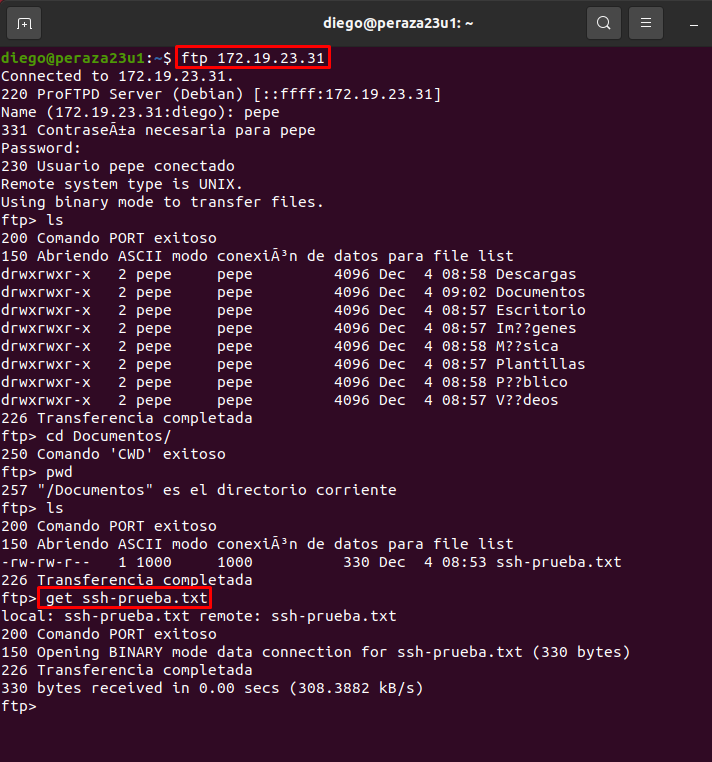 diego@peraza23u1: ~
diego@peraza23u1:~$ ftp 172.19.23.31
Connected to 172.19.23.31.
220 ProFTPD Server (Debian) [::ffff:172.19.23.31]
Name (172.19.23.31:diego): pepe
331 ContraseÃ±a necesaria para pepe
Password:
230 Usuario pepe conectado
Remote system type is UNIX.
Using binary mode to transfer files.
ftp> ls
200 Comando PORT exitoso
150 Abriendo ASCII modo conexiÃ³n de datos para file list
drwxrwxr-x   2 pepe     pepe         4096 Dec  4 08:58 Descargas
drwxrwxr-x   2 pepe     pepe         4096 Dec  4 09:02 Documentos
drwxrwxr-x   2 pepe     pepe         4096 Dec  4 08:57 Escritorio
drwxrwxr-x   2 pepe     pepe         4096 Dec  4 08:57 Im??genes
drwxrwxr-x   2 pepe     pepe         4096 Dec  4 08:58 M??sica
drwxrwxr-x   2 pepe     pepe         4096 Dec  4 08:57 Plantillas
drwxrwxr-x   2 pepe     pepe         4096 Dec  4 08:58 P??blico
drwxrwxr-x   2 pepe     pepe         4096 Dec  4 08:57 V??deos
226 Transferencia completada
ftp> cd Documentos/
250 Comando 'CWD' exitoso
ftp> pwd
257 "/Documentos" es el directorio corriente
ftp> ls
200 Comando PORT exitoso
150 Abriendo ASCII modo conexiÃ³n de datos para file list
-rw-rw-r--   1 1000     1000          330 Dec  4 08:53 ssh-prueba.txt
226 Transferencia completada
ftp> get ssh-prueba.txt
local: ssh-prueba.txt remote: ssh-prueba.txt
200 Comando PORT exitoso
150 Opening BINARY mode data connection for ssh-prueba.txt (330 bytes)
226 Transferencia completada
330 bytes received in 0.00 secs (308.3882 kB/s)
ftp>